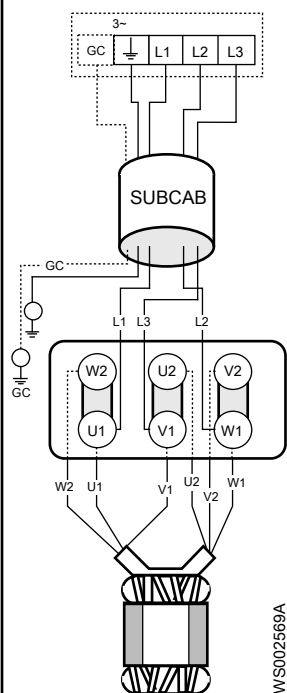 3~
GC L1 L2 L3
SUBCAB
GC
L1 L3 L2
GC
W2 U2 V2
U1 V1 W1
W2 U1 V1 U2 V2 W1
WS002569A